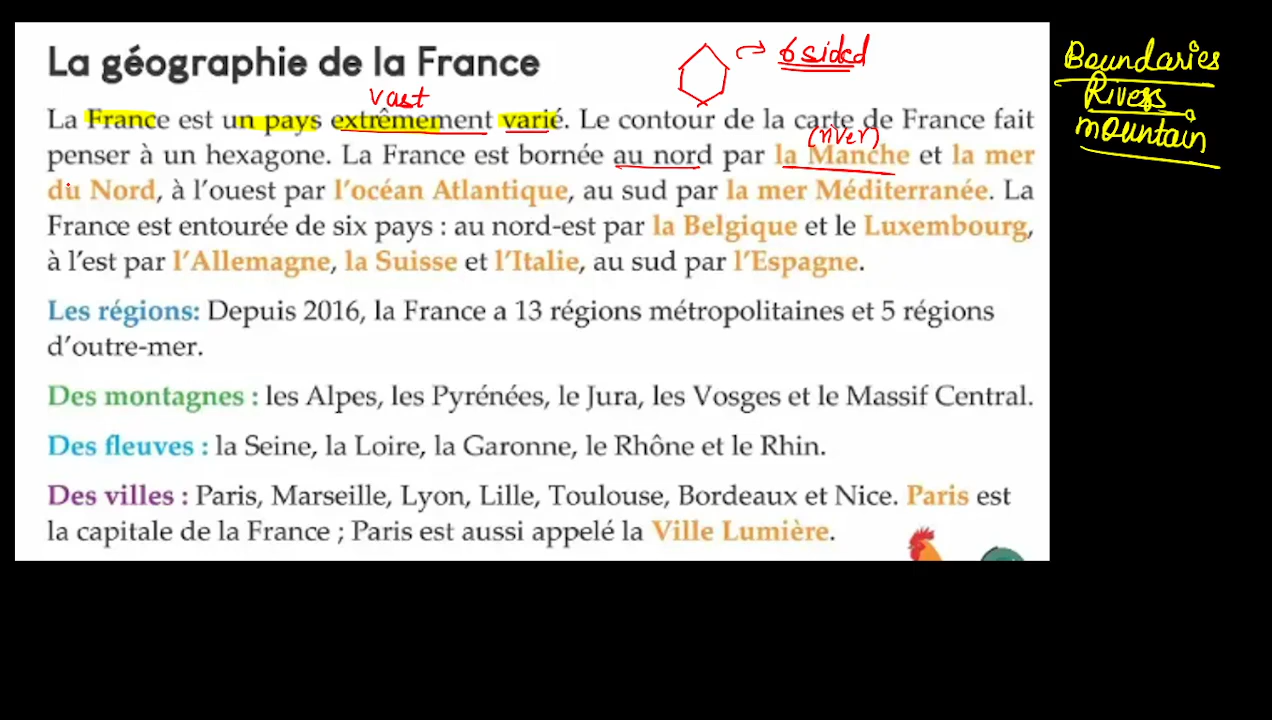 La géographie de la France
6 sided
Boundaries
Rivers
mountain
vast
La France est un pays extrêmement varié. Le contour de la carte de France fait
(river)
penser à un hexagone. La France est bornée au nord par la Manche et la mer
du Nord, à l'ouest par l'océan Atlantique, au sud par la mer Méditerranée. La
France est entourée de six pays : au nord-est par la Belgique et le Luxembourg,
à l'est par l'Allemagne, la Suisse et l'Italie, au sud par l'Espagne.
Les régions: Depuis 2016, la France a 13 régions métropolitaines et 5 régions
d'outre-mer.
Des montagnes : les Alpes, les Pyrénées, le Jura, les Vosges et le Massif Central.
Des fleuves : la Seine, la Loire, la Garonne, le Rhône et le Rhin.
Des villes : Paris, Marseille, Lyon, Lille, Toulouse, Bordeaux et Nice. Paris est
la capitale de la France ; Paris est aussi appelé la Ville Lumière.